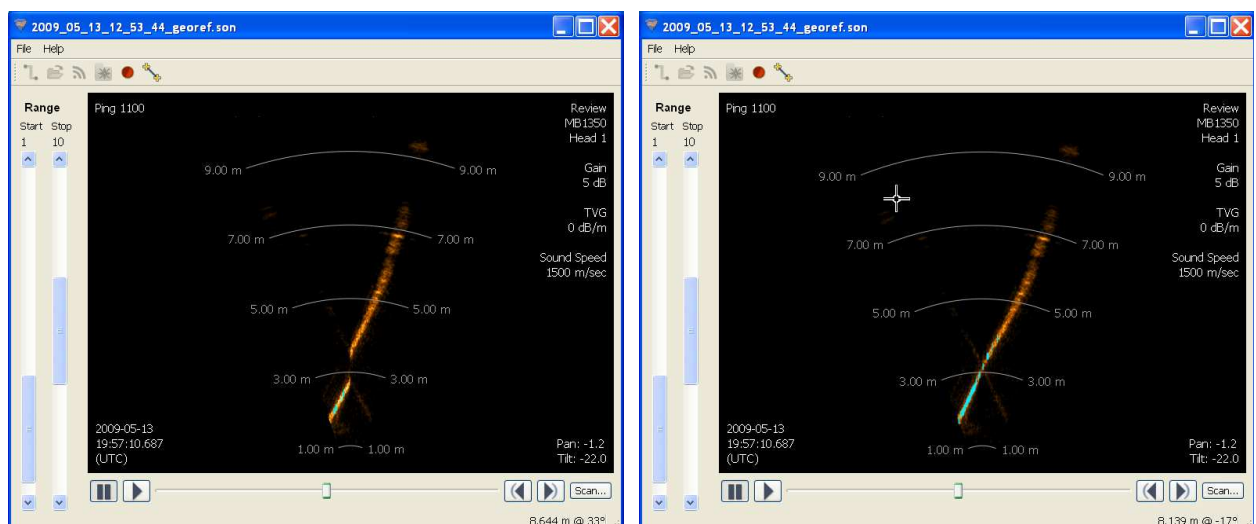 2009_05_13_12_53_44_georef.son
File Help
Range
Start Stop
1 10
Ping 1100
Review
MB1350
Head 1
Gain
5 dB
TVG
0 dB/m
Sound Speed
1500 m/sec
9.00 m 9.00 m
7.00 m 7.00 m
5.00 m 5.00 m
3.00 m 3.00 m
1.00 m 1.00 m
2009-05-13
19:57:10.687
(UTC)
Pan: -1.2
Tilt: -22.0
Scan...
8.644 m @ 33°
2009_05_13_12_53_44_georef.son
File Help
Range
Start Stop
1 10
Ping 1100
Review
MB1350
Head 1
Gain
5 dB
TVG
0 dB/m
Sound Speed
1500 m/sec
9.00 m 9.00 m
7.00 m 7.00 m
5.00 m 5.00 m
3.00 m 3.00 m
1.00 m 1.00 m
2009-05-13
19:57:10.687
(UTC)
Pan: -1.2
Tilt: -22.0
Scan...
8.139 m @ -17°